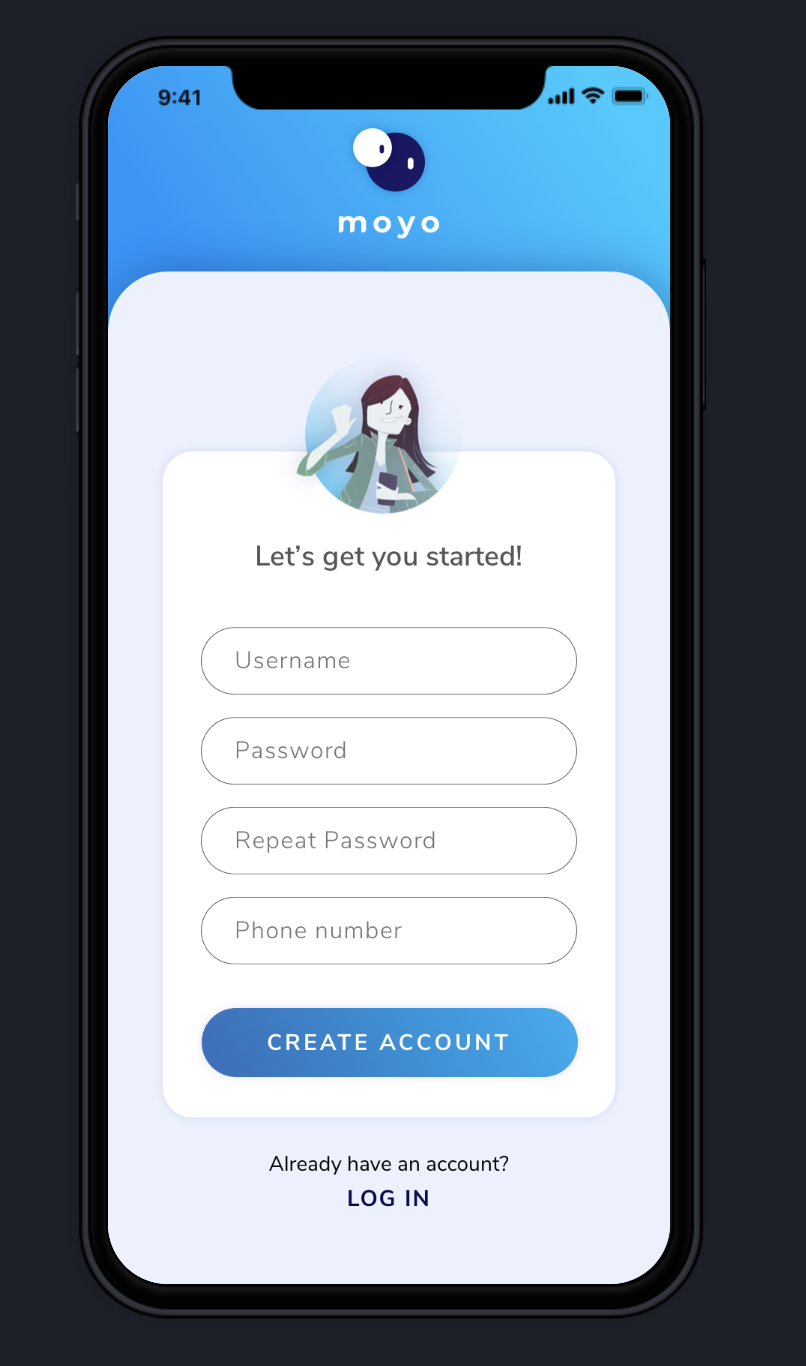 9:41
moyo
Let’s get you started!
Username
Password
Repeat Password
Phone number
CREATE ACCOUNT
Already have an account?
LOG IN